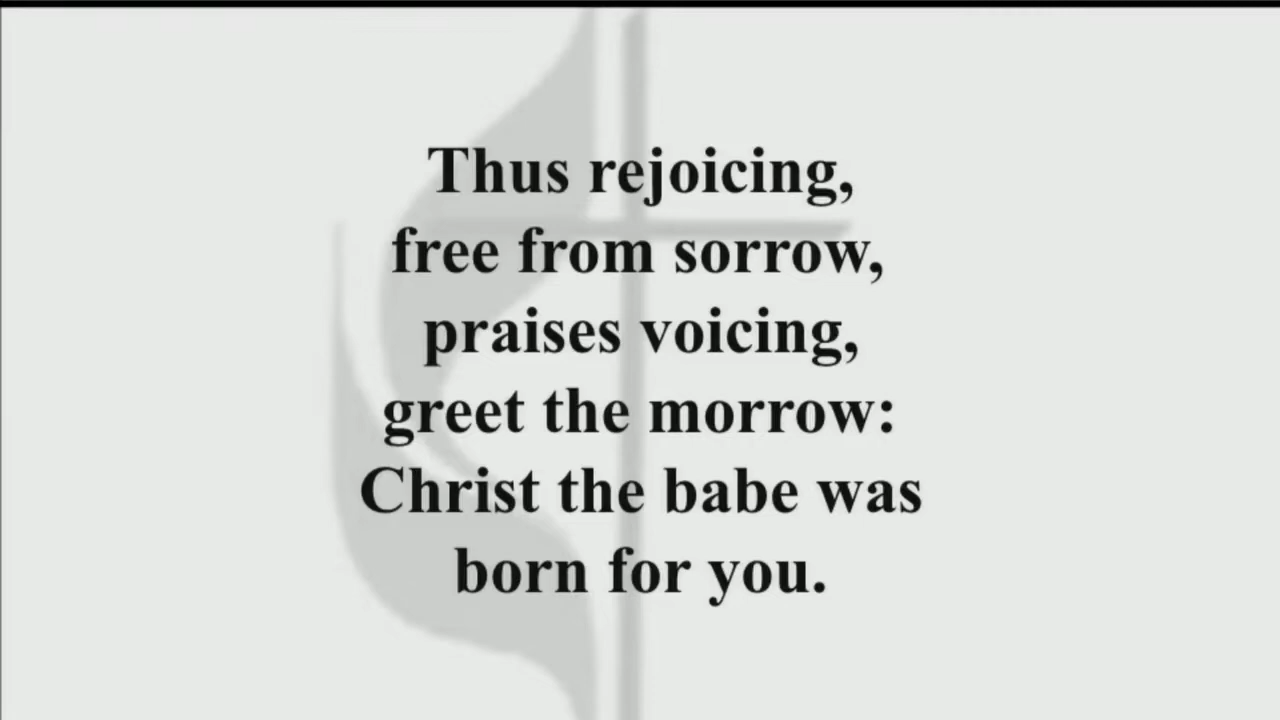 Thus rejoicing,
free from sorrow,
praises voicing,
greet the morrow:
Christ the babe was
born for you.